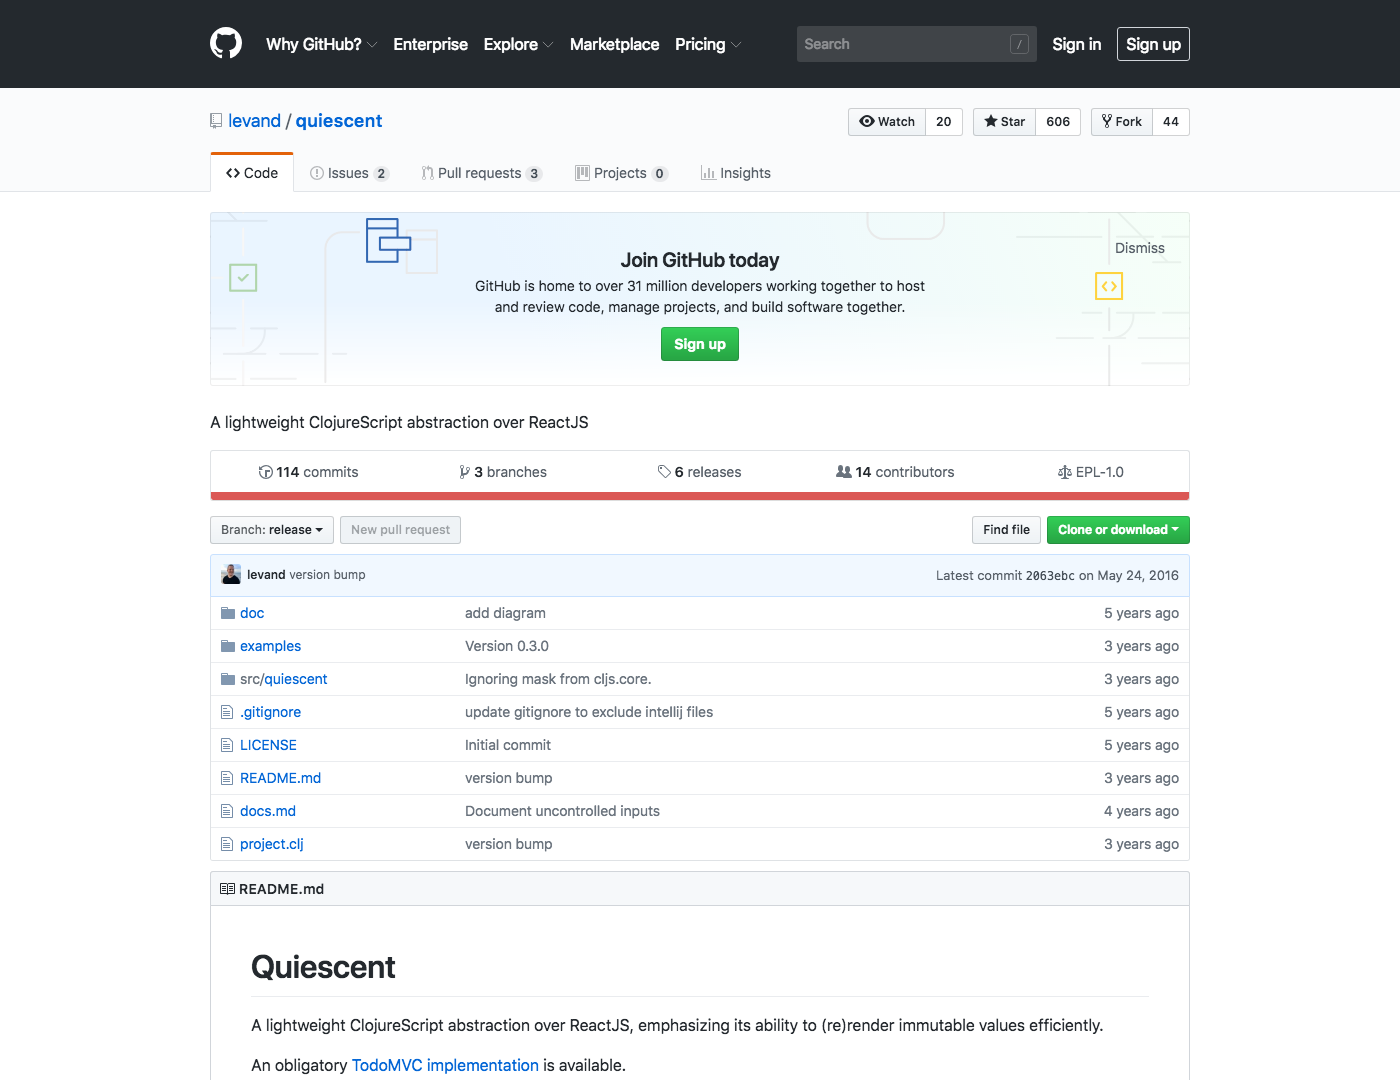 Why GitHub? Enterprise Explore Marketplace Pricing Search / Sign in Sign up
levand / quiescent Watch 20 Star 606 Fork 44
Code Issues 2 Pull requests 3 Projects 0 Insights
Dismiss
Join GitHub today
GitHub is home to over 31 million developers working together to host
and review code, manage projects, and build software together.
Sign up
A lightweight ClojureScript abstraction over ReactJS
114 commits 3 branches 6 releases 14 contributors EPL-1.0
Branch: release New pull request Find file Clone or download
levand version bump Latest commit 2063ebc on May 24, 2016
doc add diagram 5 years ago
examples Version 0.3.0 3 years ago
src/quiescent Ignoring mask from cljs.core. 3 years ago
.gitignore update gitignore to exclude intellij files 5 years ago
LICENSE Initial commit 5 years ago
README.md version bump 3 years ago
docs.md Document uncontrolled inputs 4 years ago
project.clj version bump 3 years ago
README.md
Quiescent
A lightweight ClojureScript abstraction over ReactJS, emphasizing its ability to (re)render immutable values efficiently.
An obligatory TodoMVC implementation is available.